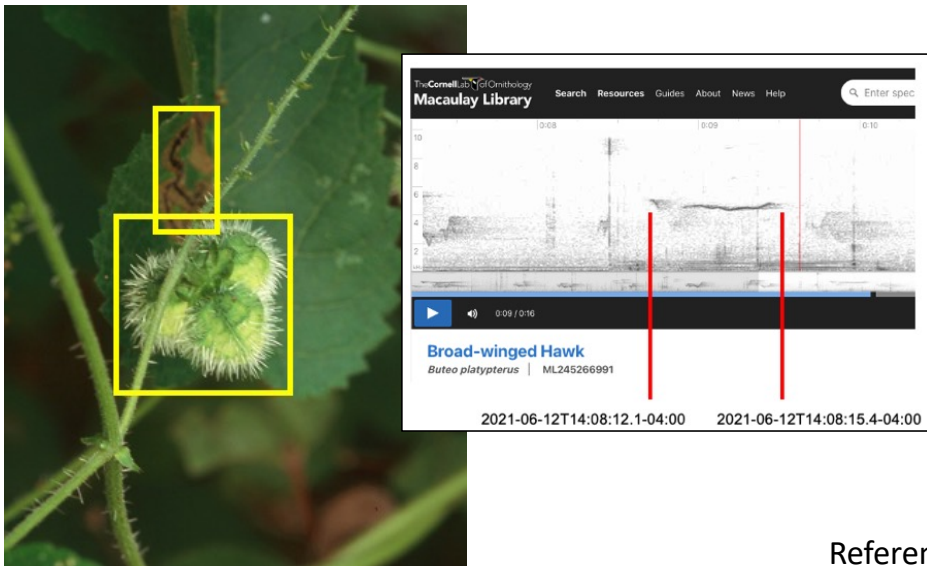 TheCornellLab of Ornithology
Macaulay Library
Search Resources Guides About News Help
Enter spec
0:08 0:09 0:10
10
8
6
4
2
0:09 / 0:16
Broad-winged Hawk
Buteo platypterus | ML245266991
2021-06-12T14:08:12.1-04:00 2021-06-12T14:08:15.4-04:00
Referen